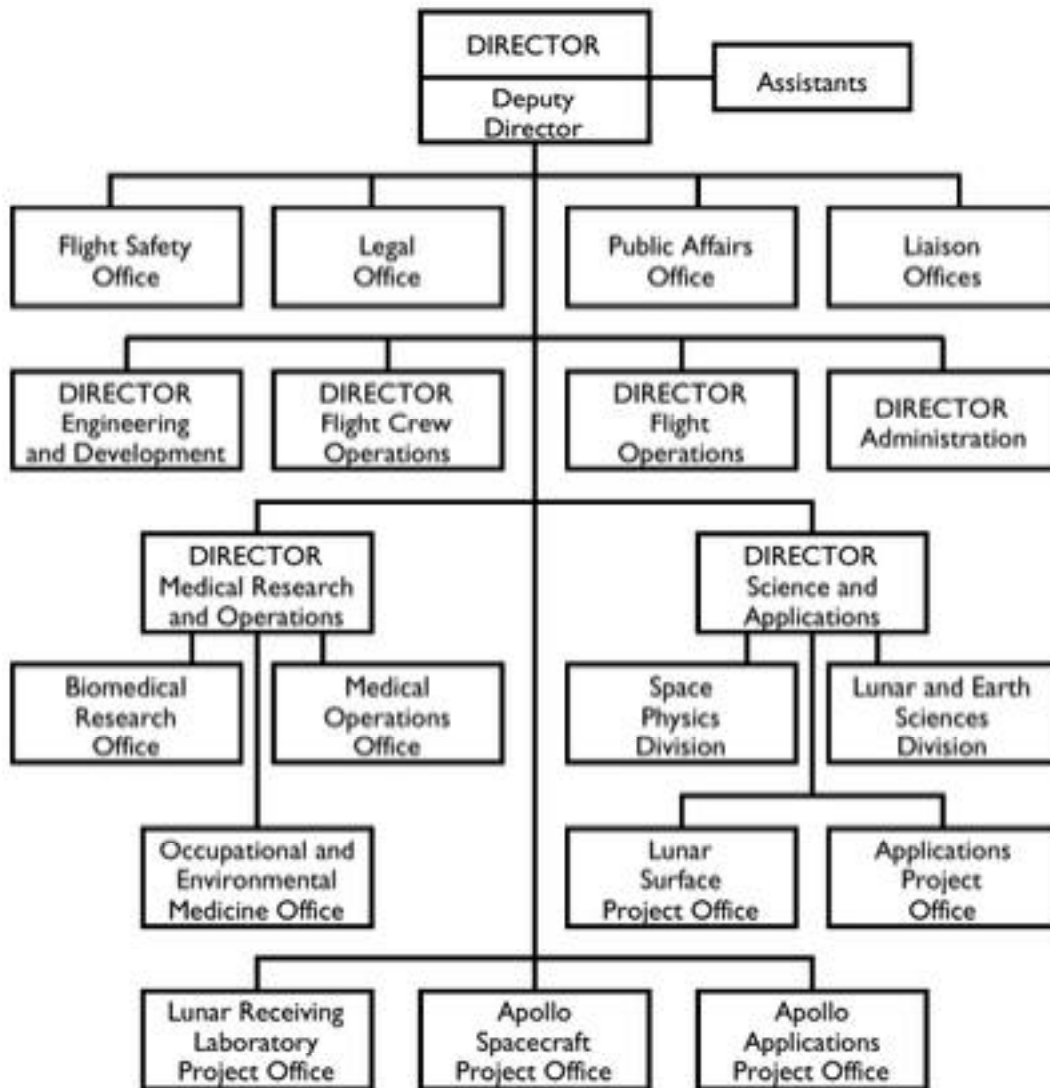 DIRECTOR
Deputy
Director
Assistants
Flight Safety
Office
Legal
Office
Public Affairs
Office
Liaison
Offices
DIRECTOR
Engineering
and Development
DIRECTOR
Flight Crew
Operations
DIRECTOR
Flight
Operations
DIRECTOR
Administration
DIRECTOR
Medical Research
and Operations
DIRECTOR
Science and
Applications
Biomedical
Research
Office
Medical
Operations
Office
Space
Physics
Division
Lunar and Earth
Sciences
Division
Occupational and
Environmental
Medicine Office
Lunar
Surface
Project Office
Applications
Project
Office
Lunar Receiving
Laboratory
Project Office
Apollo
Spacecraft
Project Office
Apollo
Applications
Project Office